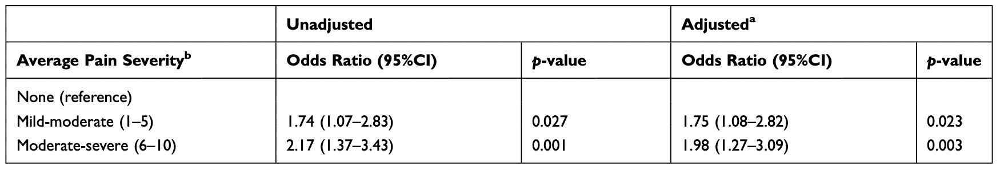 Unadjusted Adjustedᵃ
Average Pain Severityᵇ Odds Ratio (95%CI) p-value Odds Ratio (95%CI) p-value
None (reference)
Mild-moderate (1–5) 1.74 (1.07–2.83) 0.027 1.75 (1.08–2.82) 0.023
Moderate-severe (6–10) 2.17 (1.37–3.43) 0.001 1.98 (1.27–3.09) 0.003